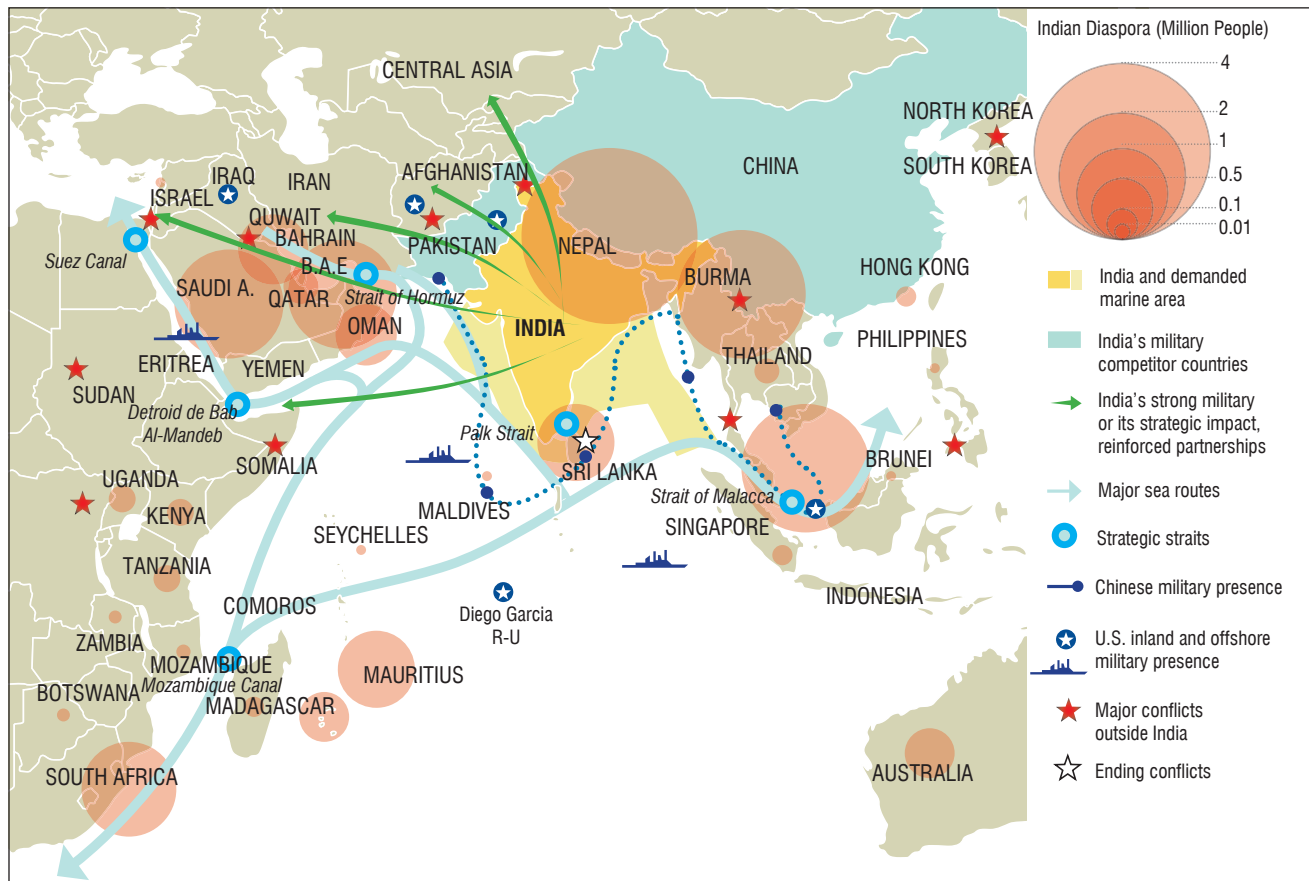 CENTRAL ASIA
NORTH KOREA
SOUTH KOREA
CHINA
IRAQ
IRAN
AFGHANISTAN
ISRAEL
QUWAIT
BAHRAIN
PAKISTAN
NEPAL
Suez Canal
B.A.E
SAUDI A.
QATAR
Strait of Hormuz
BURMA
HONG KONG
OMAN
INDIA
PHILIPPINES
ERITREA
YEMEN
THAILAND
SUDAN
Detroid de Bab
Al-Mandeb
Palk Strait
SOMALIA
SRI LANKA
BRUNEI
UGANDA
KENYA
MALDIVES
Strait of Malacca
SINGAPORE
SEYCHELLES
TANZANIA
COMOROS
Diego Garcia
R-U
INDONESIA
ZAMBIA
MOZAMBIQUE
Mozambique Canal
MAURITIUS
BOTSWANA
MADAGASCAR
SOUTH AFRICA
AUSTRALIA
Indian Diaspora (Million People)
4
2
1
0.5
0.1
0.01
India and demanded
marine area
India's military
competitor countries
India's strong military
or its strategic impact,
reinforced partnerships
Major sea routes
Strategic straits
Chinese military presence
U.S. inland and offshore
military presence
Major conflicts
outside India
Ending conflicts